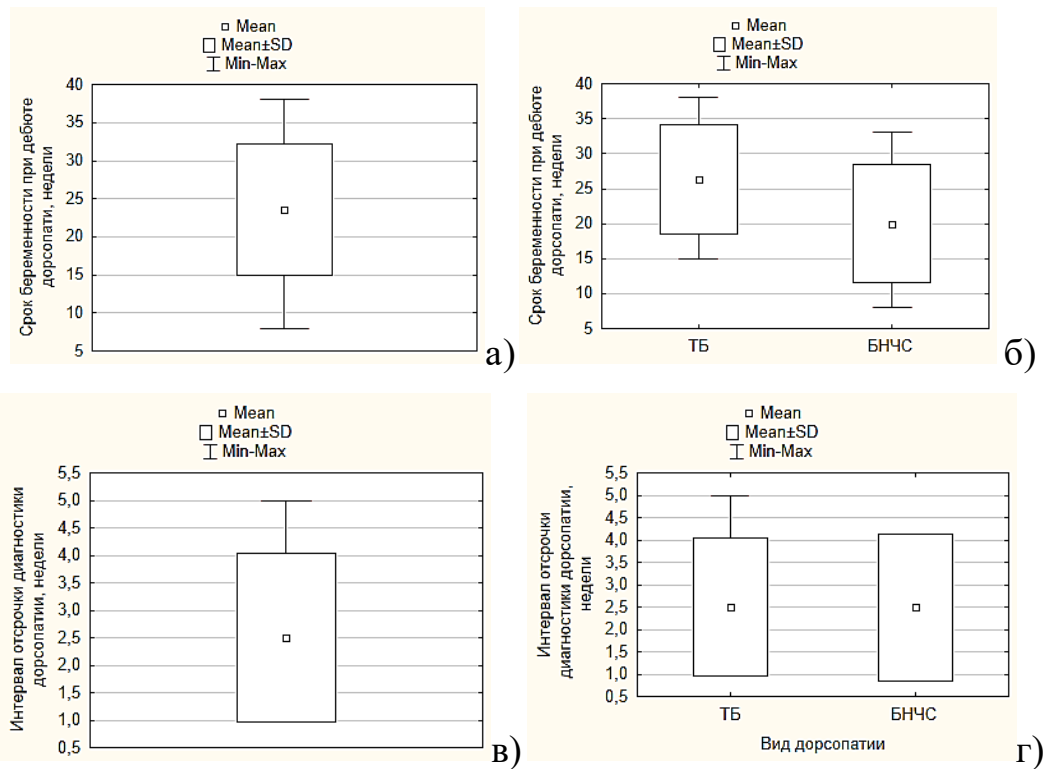 Mean
Mean±SD
Min-Max
40
35
30
25
20
15
10
5
Срок беременности при дебюте
дорсопати, недели
а)
Mean
Mean±SD
Min-Max
40
35
30
25
20
15
10
5
Срок беременности при дебюте
дорсопати, недели
ТБ
БНЧС
б)
Mean
Mean±SD
Min-Max
5,5
5,0
4,5
4,0
3,5
3,0
2,5
2,0
1,5
1,0
0,5
Интервал отсрочки диагностики
дорсопатии, недели
в)
Mean
Mean±SD
Min-Max
5,5
5,0
4,5
4,0
3,5
3,0
2,5
2,0
1,5
1,0
0,5
Интервал отсрочки
диагностики дорсопатии,
недели
ТБ
БНЧС
Вид дорсопатии
г)